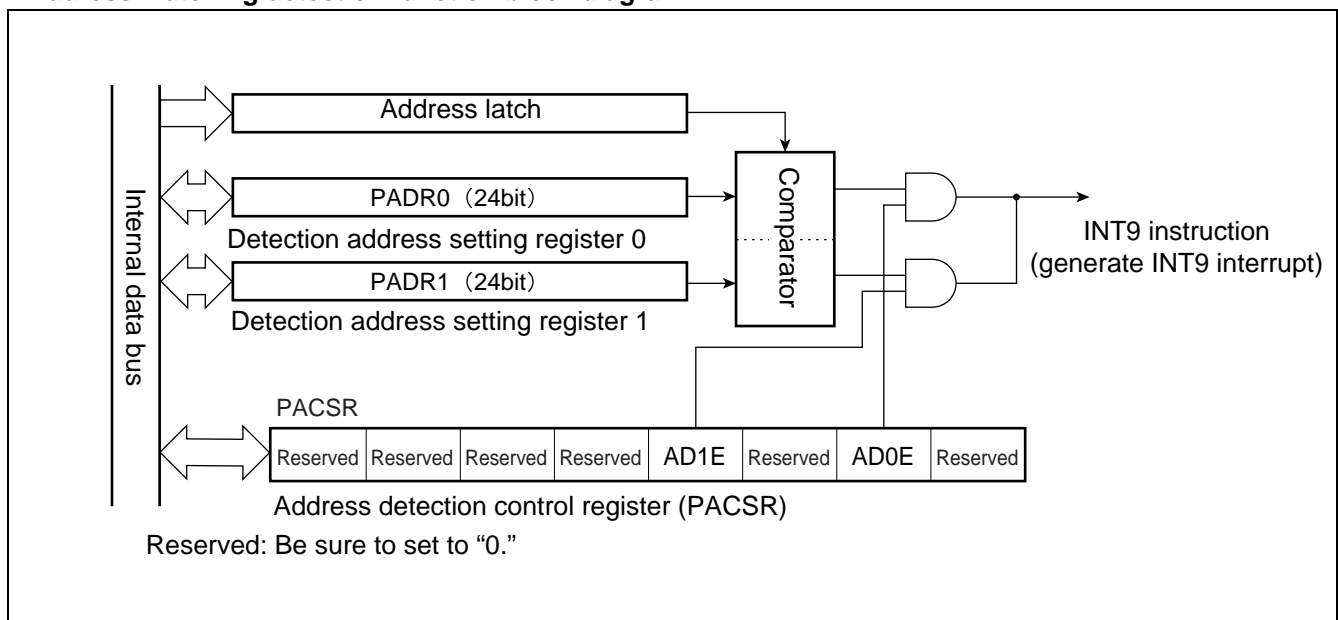 Address latch
Internal data bus
PADR0（24bit）
Detection address setting register 0
PADR1（24bit）
Detection address setting register 1
Comparator
INT9 instruction
(generate INT9 interrupt)
PACSR
Reserved Reserved Reserved Reserved AD1E Reserved AD0E Reserved
Address detection control register (PACSR)
Reserved: Be sure to set to “0.”